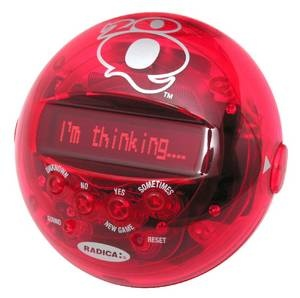 20Q
TM
I'm thinking....
UNKNOWN
NO
YES
SOMETIMES
SOUND
NEW GAME
RESET
RADICA:®